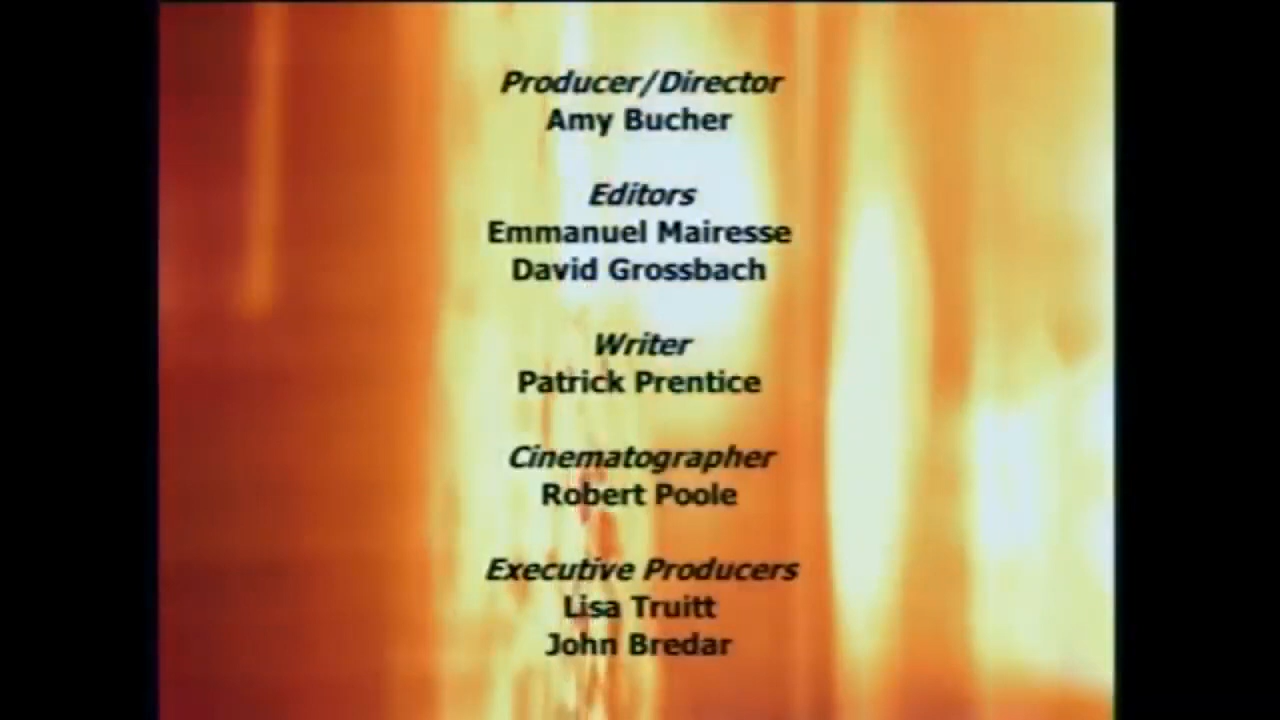 Producer/Director
Amy Bucher
Editors
Emmanuel Mairesse
David Grossbach
Writer
Patrick Prentice
Cinematographer
Robert Poole
Executive Producers
Lisa Truitt
John Bredar